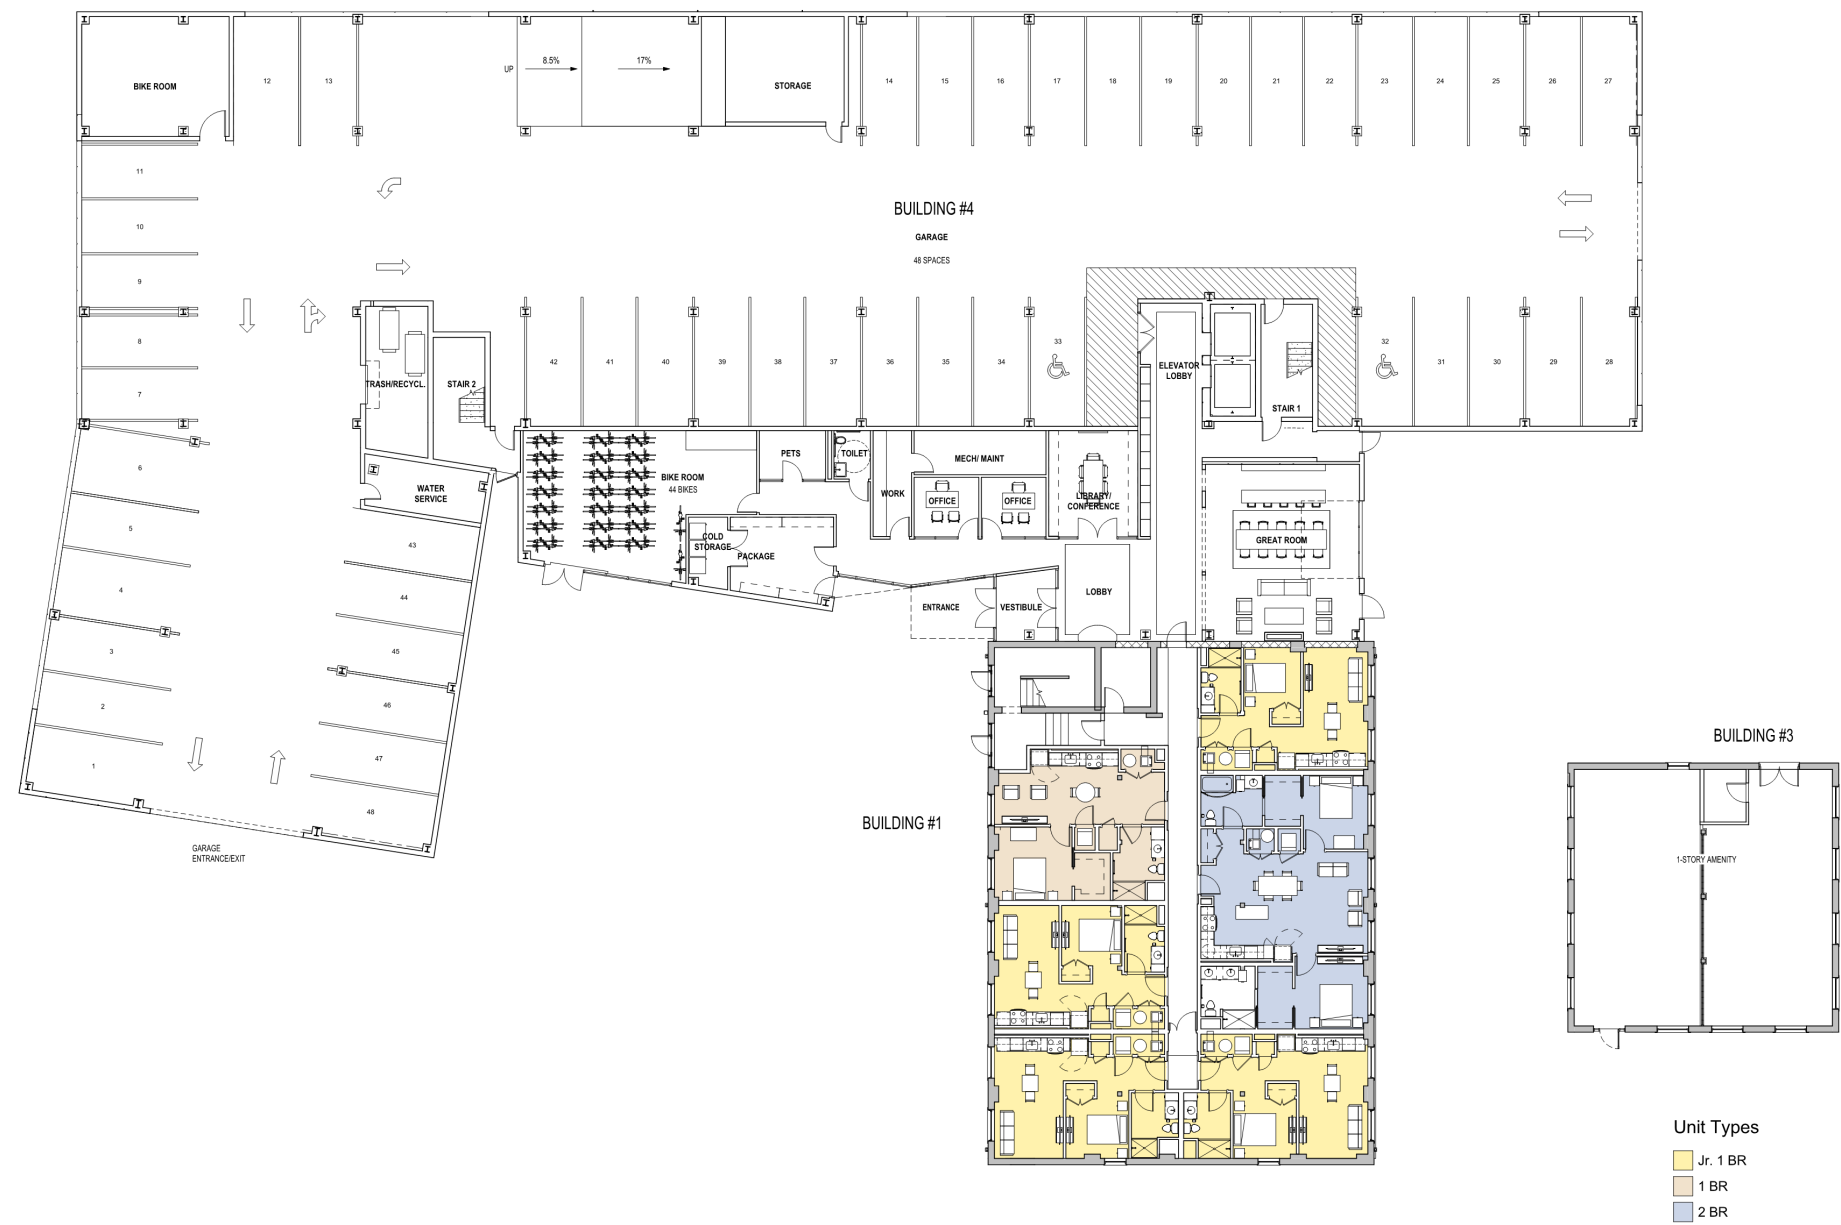 BIKE ROOM
12
13
UP
8.5%
17%
STORAGE
14
15
16
17
18
19
20
21
22
23
24
25
26
27
11
10
9
8
7
BUILDING #4
GARAGE
48 SPACES
TRASH/RECYCL.
STAIR 2
42
41
40
39
38
37
36
35
34
33
ELEVATOR
LOBBY
STAIR 1
32
31
30
29
28
6
5
4
3
2
1
WATER
SERVICE
43
44
45
46
47
48
GARAGE
ENTRANCE/EXIT
BIKE ROOM
44 BIKES
PETS
TOILET
WORK
MECH/ MAINT
OFFICE
OFFICE
LIBRARY/
CONFERENCE
COLD
STORAGE
PACKAGE
GREAT ROOM
ENTRANCE
VESTIBULE
LOBBY
BUILDING #1
BUILDING #3
1-STORY AMENITY
Unit Types
Jr. 1 BR
1 BR
2 BR